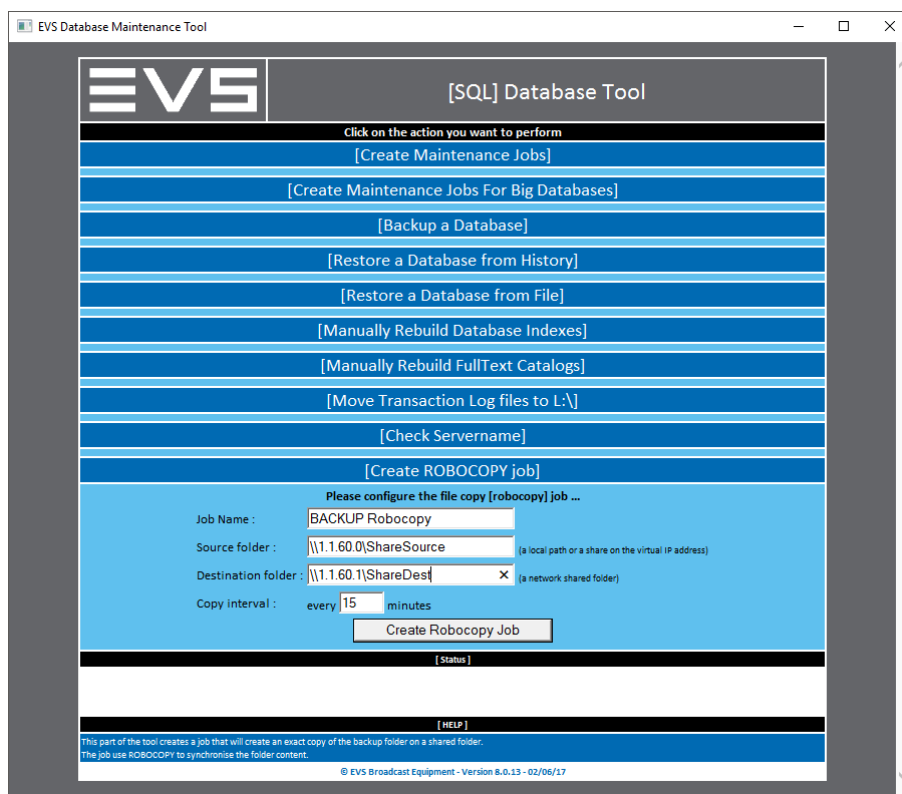 EVS Database Maintenance Tool
EVS
[SQL] Database Tool
Click on the action you want to perform
[Create Maintenance Jobs]
[Create Maintenance Jobs For Big Databases]
[Backup a Database]
[Restore a Database from History]
[Restore a Database from File]
[Manually Rebuild Database Indexes]
[Manually Rebuild FullText Catalogs]
[Move Transaction Log files to L:\]
[Check Servername]
[Create ROBOCOPY job]
Please configure the file copy [robocopy] job ...
Job Name : BACKUP Robocopy
Source folder : \\1.1.60.0\ShareSource (a local path or a share on the virtual IP address)
Destination folder : \\1.1.60.1\ShareDest (a network shared folder)
Copy interval : every 15 minutes
Create Robocopy Job
[ Status ]
[ HELP ]
This part of the tool creates a job that will create an exact copy of the backup folder on a shared folder.
The job use ROBOCOPY to synchronise the folder content.
© EVS Broadcast Equipment - Version 8.0.13 - 02/06/17